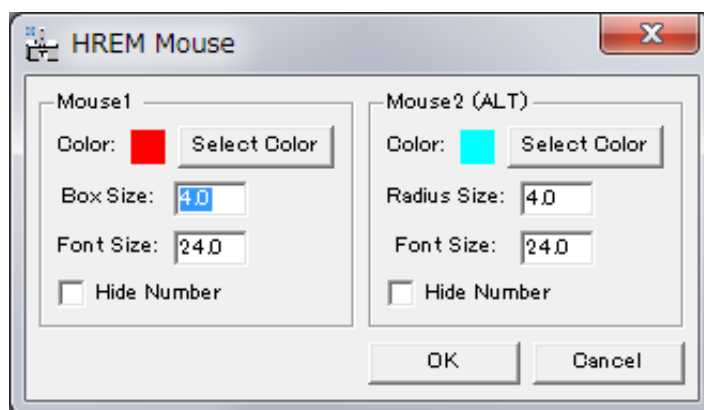 HREM Mouse
Mouse1
Color: Select Color
Box Size: 4.0
Font Size: 24.0
Hide Number
Mouse2 (ALT)
Color: Select Color
Radius Size: 4.0
Font Size: 24.0
Hide Number
OK Cancel